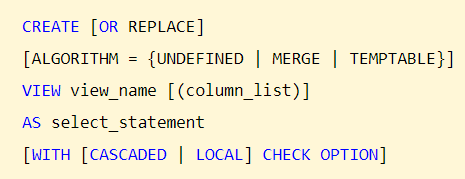 CREATE [OR REPLACE]
[ALGORITHM = {UNDEFINED | MERGE | TEMPTABLE}]
VIEW view_name [(column_list)]
AS select_statement
[WITH [CASCADED | LOCAL] CHECK OPTION]